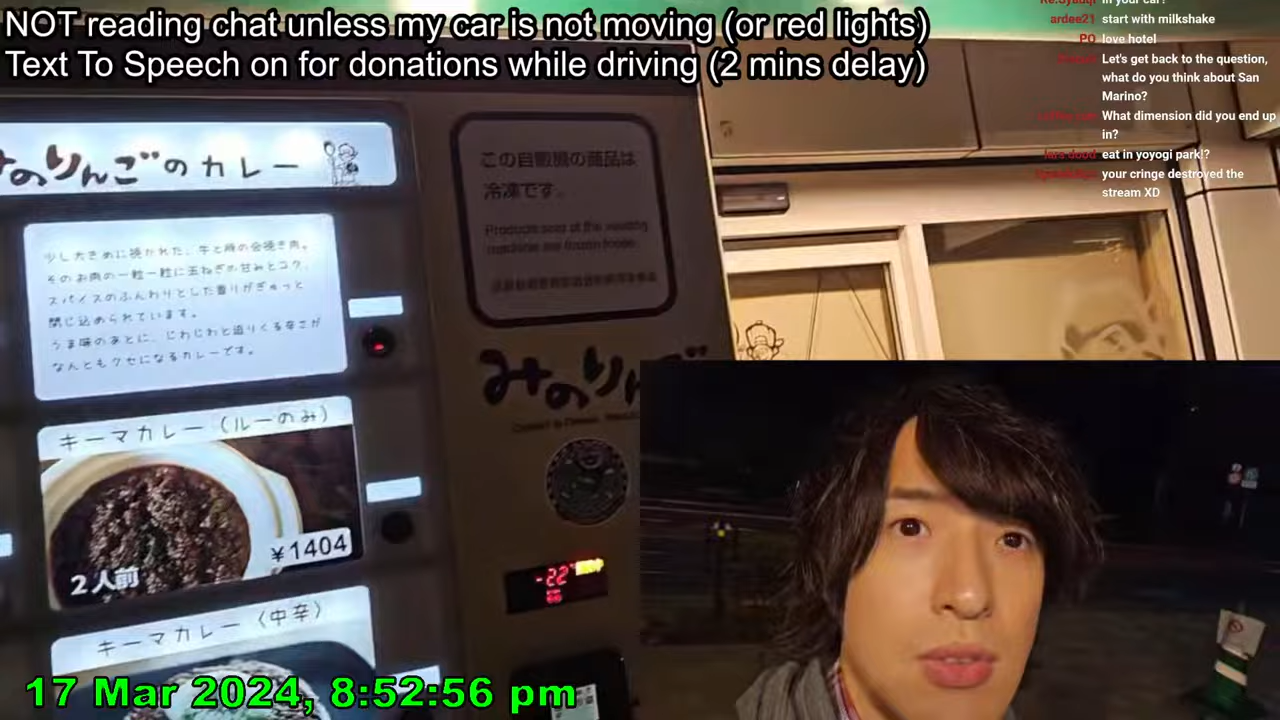 NOT reading chat unless my car is not moving (or red lights)
Text To Speech on for donations while driving (2 mins delay)
in your car?
ardee21 start with milkshake
PO love hotel
Let's get back to the question,
what do you think about San
Marino?
What dimension did you end up
in?
lars dood eat in yoyogi park!?
your cringe destroyed the
stream XD
みのりんごのカレー
少し大きめに挽かれた、牛と豚の合挽き肉。
そのお肉の一粒一粒に玉ねぎの甘みとコク、
スパイスのふんわりとした香りがぎゅっと
閉じ込められています。
うま味のあとに、じわじわと迫りくる辛さが
なんともクセになるカレーです。
この自販機の商品は
冷凍です。
Products sold at this vending
machine are frozen foods.
みのりん
キーマカレー(ルーのみ)
¥1404
2人前
-22
キーマカレー(中辛)
17 Mar 2024, 8:52:56 pm